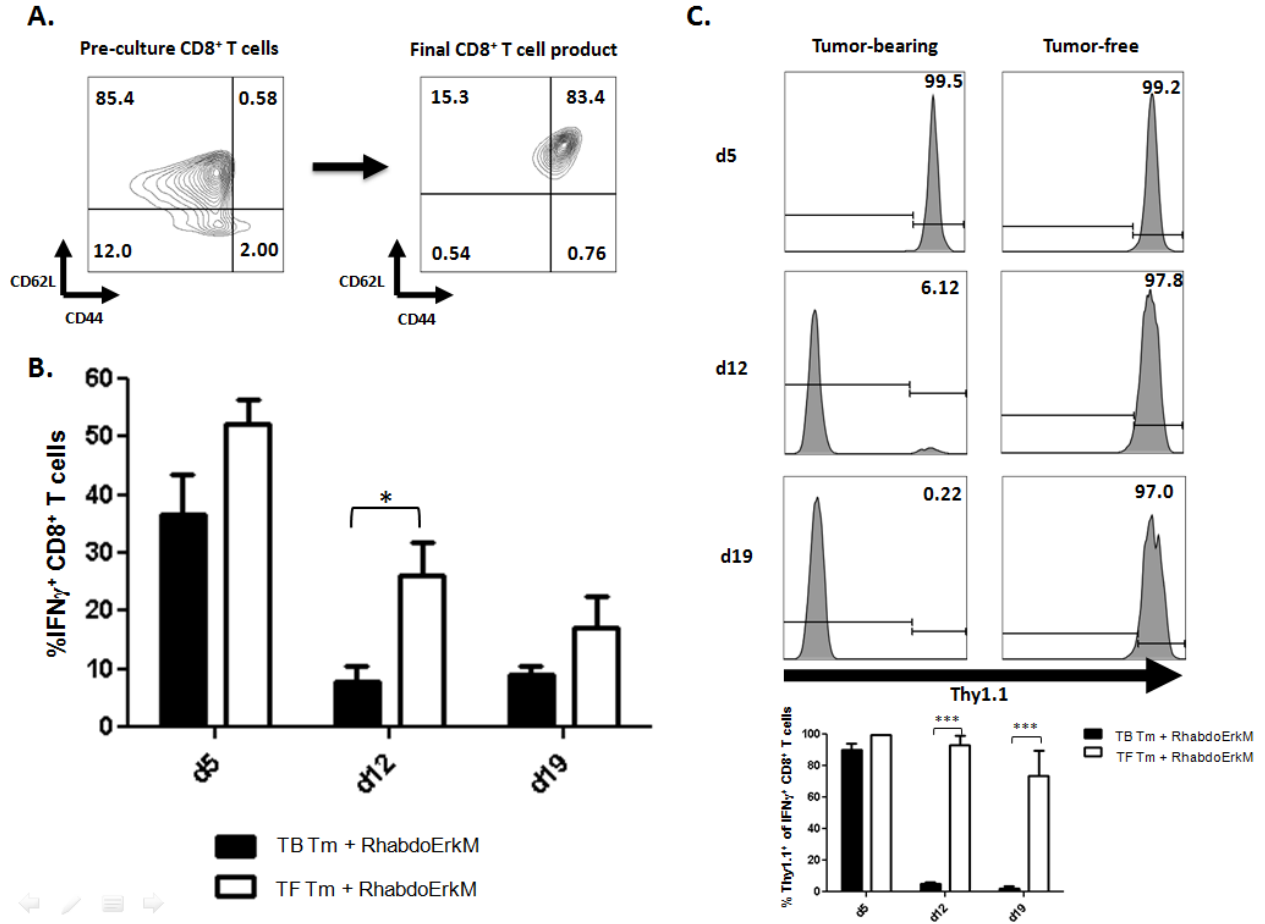 A.
Pre-culture CD8⁺ T cells
Final CD8⁺ T cell product
85.4
0.58
12.0
2.00
CD62L
CD44
15.3
83.4
0.54
0.76
CD62L
CD44
B.
%IFNγ⁺ CD8⁺ T cells
60
50
40
30
20
10
0
*
d5
d12
d19
TB Tm + RhabdoErkM
TF Tm + RhabdoErkM
C.
Tumor-bearing
Tumor-free
d5
99.5
99.2
d12
6.12
97.8
d19
0.22
97.0
Thy1.1
% Thy1.1⁺ of IFNγ⁺ CD8⁺ T cells
100
80
60
40
20
0
***
***
d5
d12
d19
TB Tm + RhabdoErkM
TF Tm + RhabdoErkM